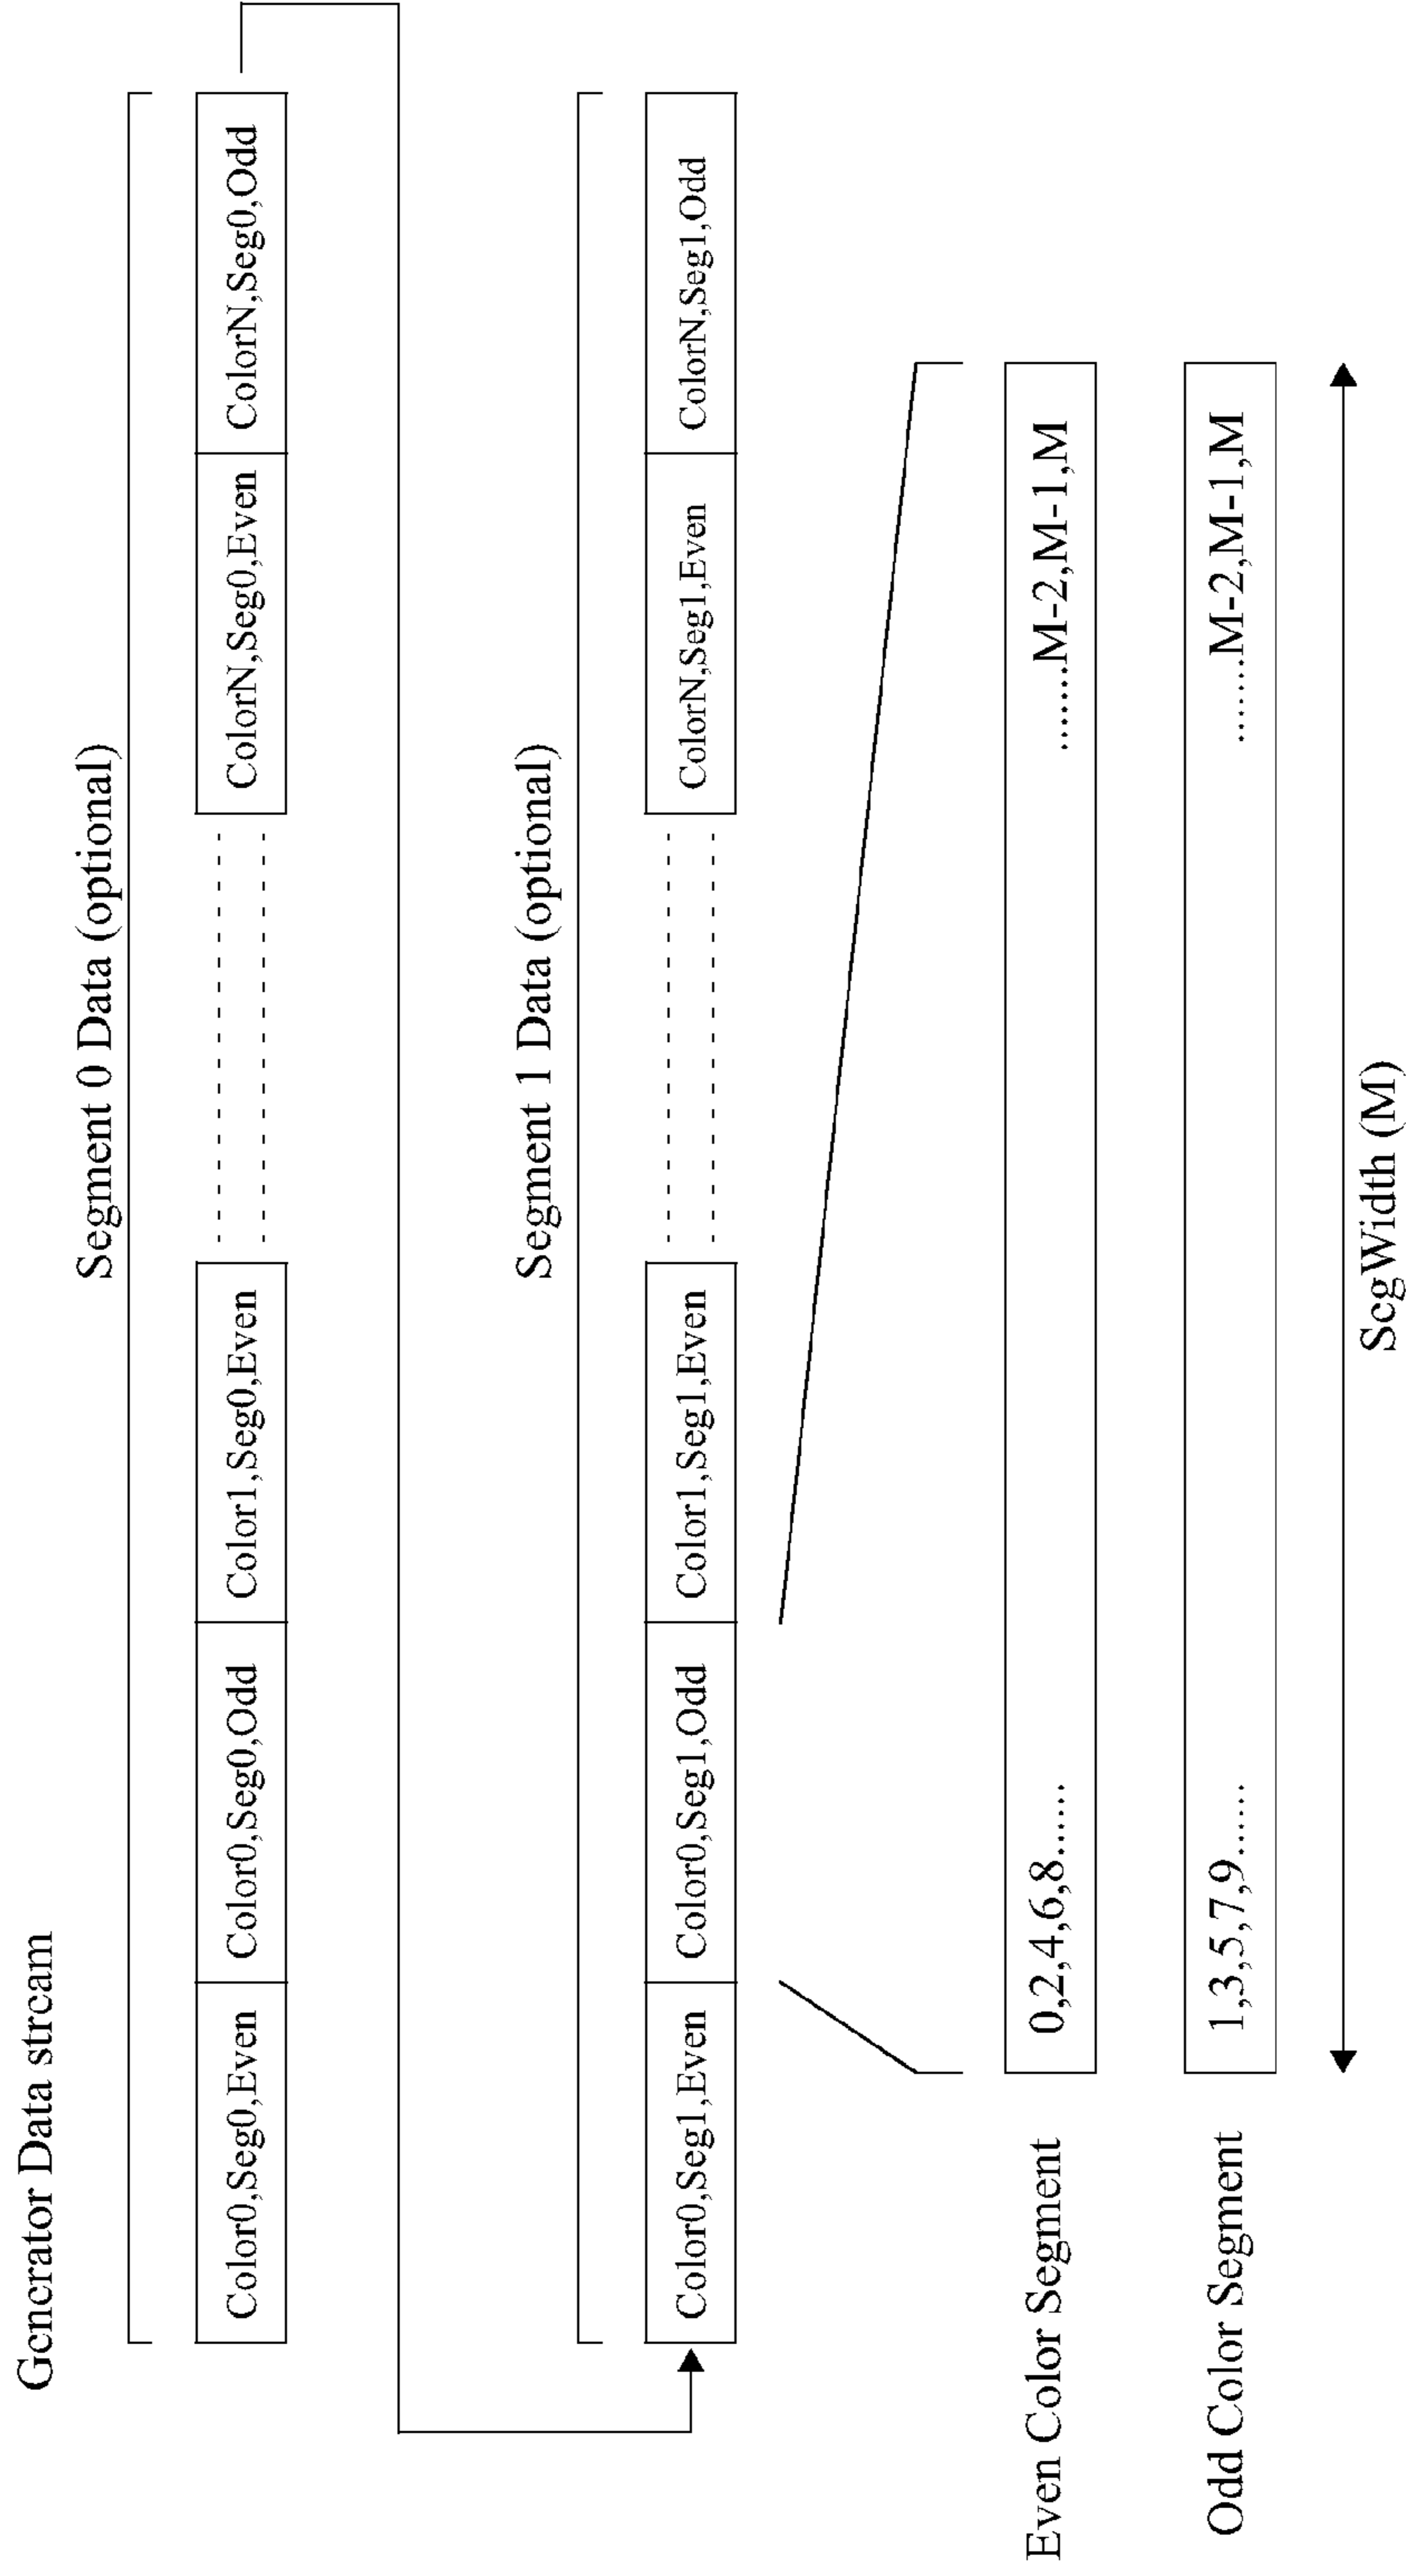 Generator Data stream
Segment 0 Data (optional)
Color0,Seg0,Even
Color0,Seg0,Odd
Color1,Seg0,Even
ColorN,Seg0,Even
ColorN,Seg0,Odd
Segment 1 Data (optional)
Color0,Seg1,Even
Color0,Seg1,Odd
Color1,Seg1,Even
ColorN,Seg1,Even
ColorN,Seg1,Odd
Even Color Segment
0,2,4,6,8......
.......M-2,M-1,M
Odd Color Segment
1,3,5,7,9......
.......M-2,M-1,M
SegWidth (M)